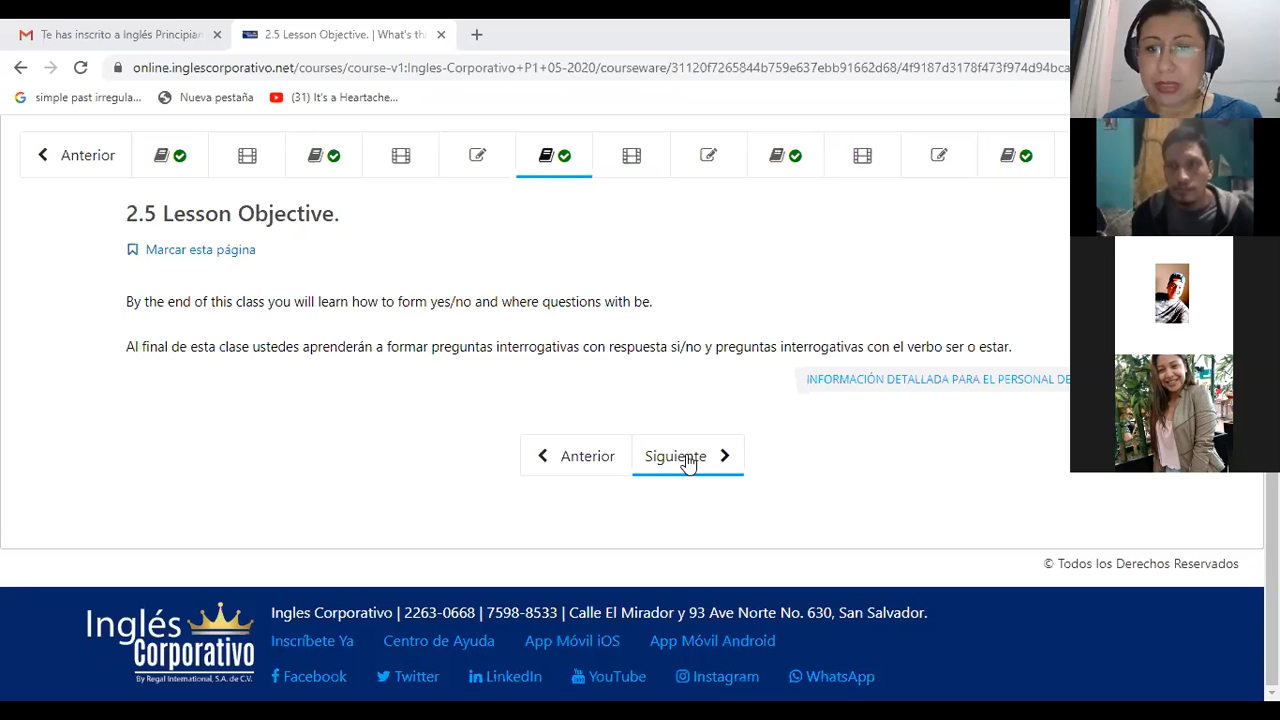 Te has inscrito a Inglés Principian
2.5 Lesson Objective. | What's th
online.inglescorporativo.net/courses/course-v1:Ingles-Corporativo+P1+05-2020/courseware/31120f7265844b759e637ebb91662d68/4f9187d3178f473f974d94bca
simple past irregula...
Nueva pestaña
(31) It's a Heartache...
Anterior
2.5 Lesson Objective.
Marcar esta página
By the end of this class you will learn how to form yes/no and where questions with be.
Al final de esta clase ustedes aprenderán a formar preguntas interrogativas con respuesta si/no y preguntas interrogativas con el verbo ser o estar.
INFORMACIÓN DETALLADA PARA EL PERSONAL DE
Anterior
Siguiente
© Todos los Derechos Reservados
Inglés Corporativo
By Regal International, S.A. de C.V.
Ingles Corporativo | 2263-0668 | 7598-8533 | Calle El Mirador y 93 Ave Norte No. 630, San Salvador.
Inscríbete Ya
Centro de Ayuda
App Móvil iOS
App Móvil Android
Facebook
Twitter
LinkedIn
YouTube
Instagram
WhatsApp